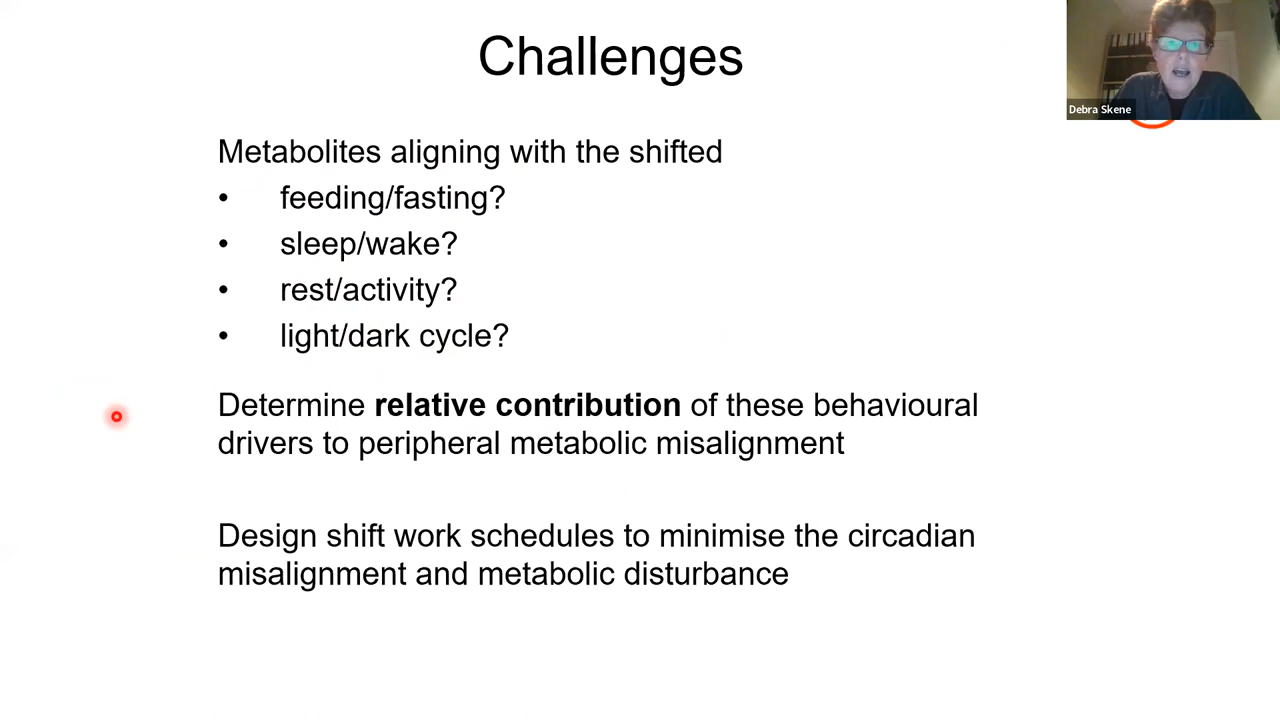 Challenges
Debra Skene
Metabolites aligning with the shifted
• feeding/fasting?
• sleep/wake?
• rest/activity?
• light/dark cycle?
Determine relative contribution of these behavioural
drivers to peripheral metabolic misalignment
Design shift work schedules to minimise the circadian
misalignment and metabolic disturbance